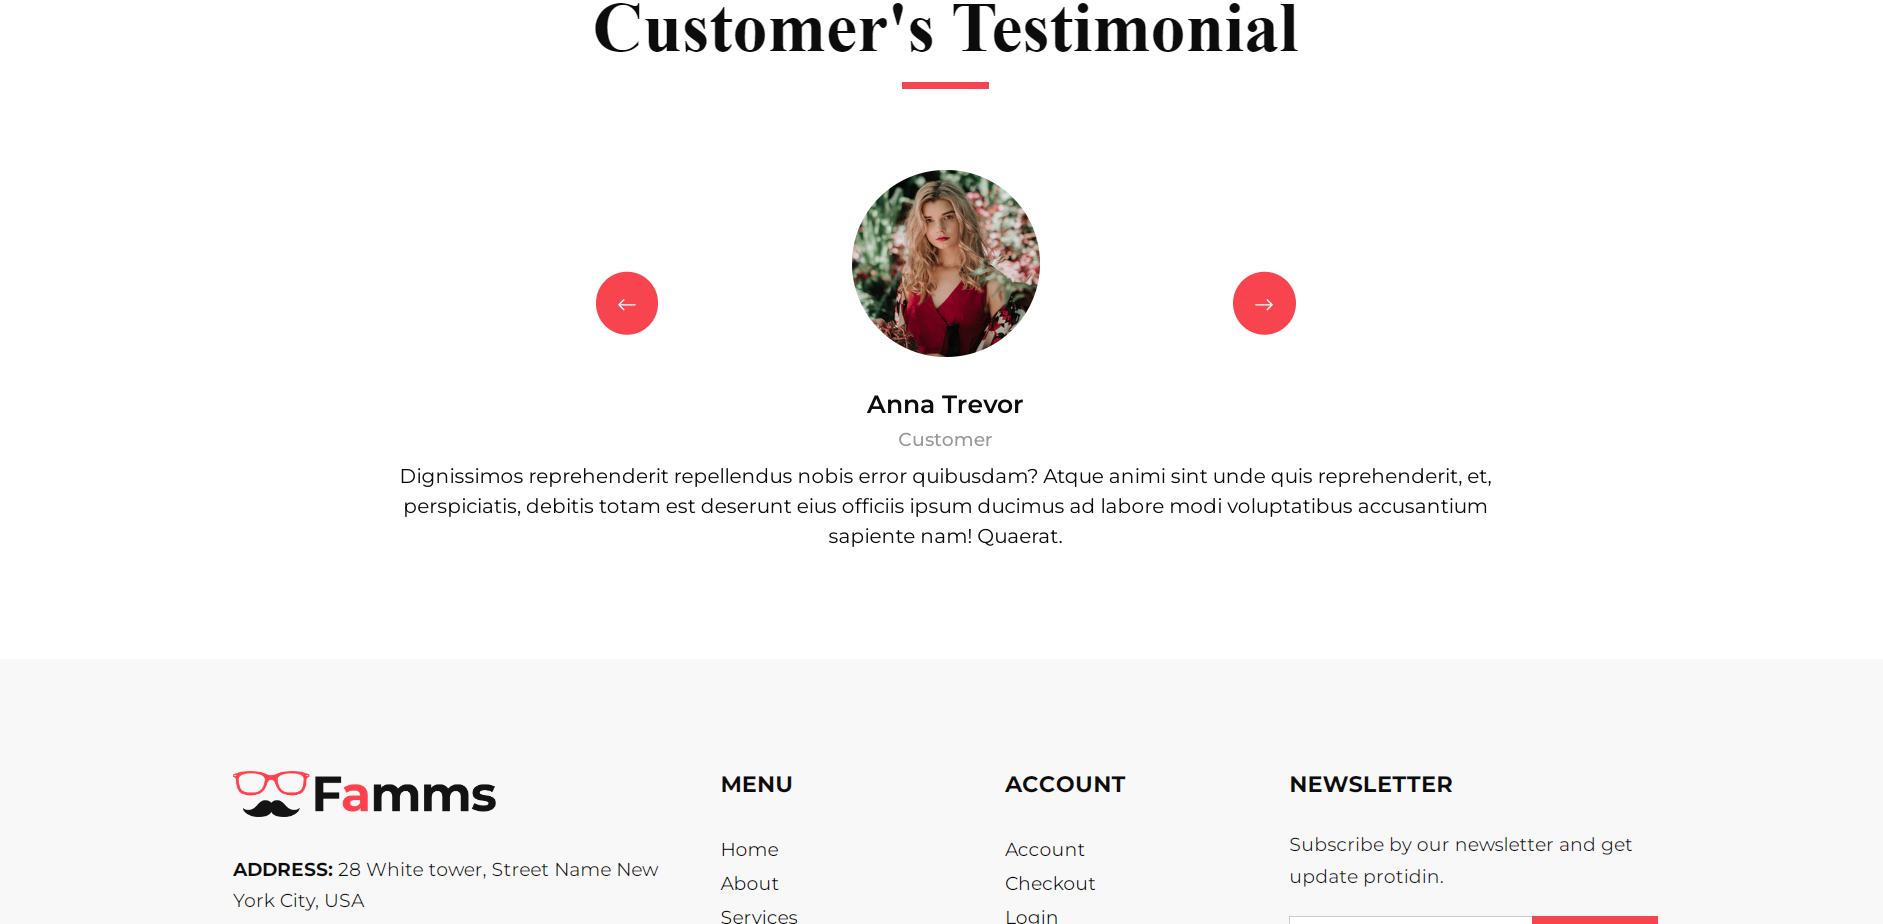 Customer's Testimonial
←
→
Anna Trevor
Customer
Dignissimos reprehenderit repellendus nobis error quibusdam? Atque animi sint unde quis reprehenderit, et,
perspiciatis, debitis totam est deserunt eius officiis ipsum ducimus ad labore modi voluptatibus accusantium
sapiente nam! Quaerat.
Famms
ADDRESS: 28 White tower, Street Name New
York City, USA
MENU
Home
About
Services
ACCOUNT
Account
Checkout
Login
NEWSLETTER
Subscribe by our newsletter and get
update protidin.